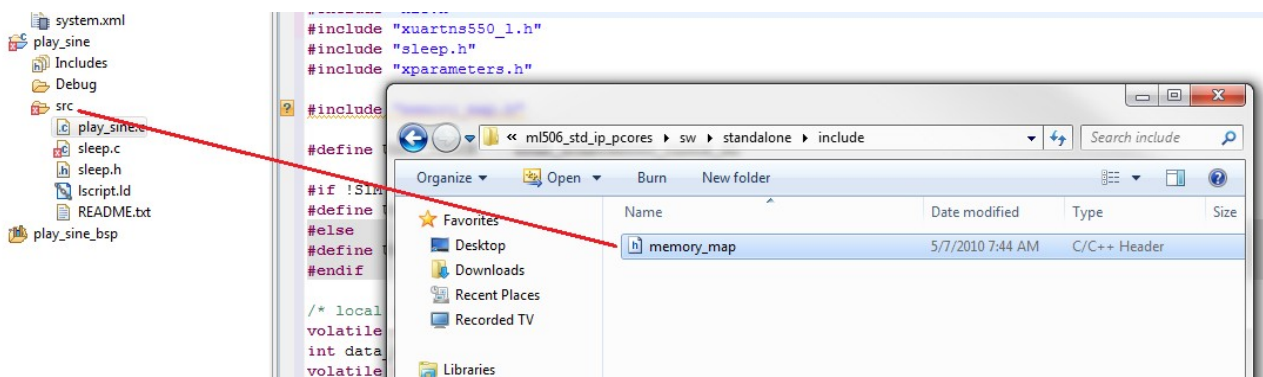 system.xml
play_sine
Includes
Debug
src
play_sine.c
sleep.c
sleep.h
lscript.ld
README.txt
play_sine_bsp
#include "xuartns550_l.h"
#include "sleep.h"
#include "xparameters.h"
#include
#define
#if !SIM
#define
#else
#define
#endif
/* local
volatile
int data_
volatile
« ml506_std_ip_pcores sw standalone include
Search include
Organize Open Burn New folder
Favorites
Desktop
Downloads
Recent Places
Recorded TV
Libraries
Name Date modified Type Size
memory_map 5/7/2010 7:44 AM C/C++ Header